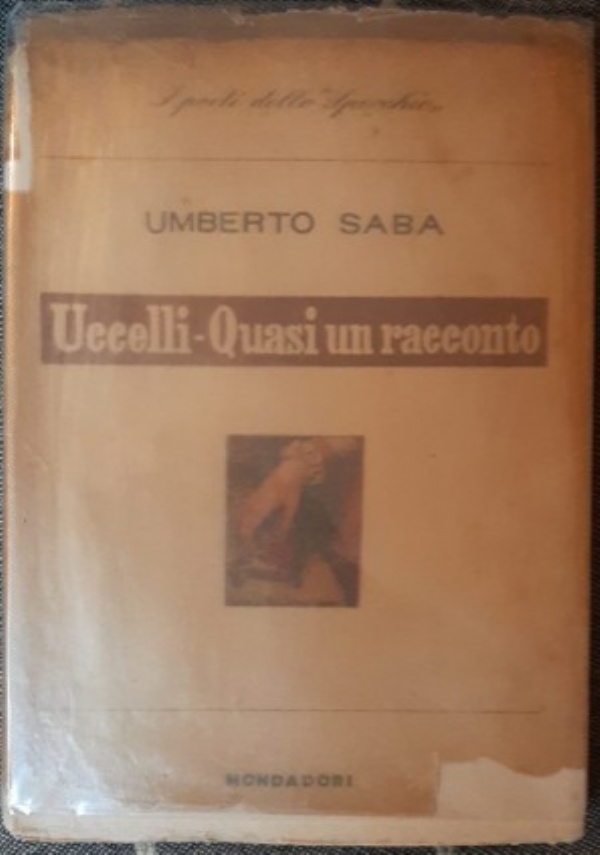 I poeti dello "Specchio"
UMBERTO SABA
Uccelli-Quasi un racconto
MONDADORI